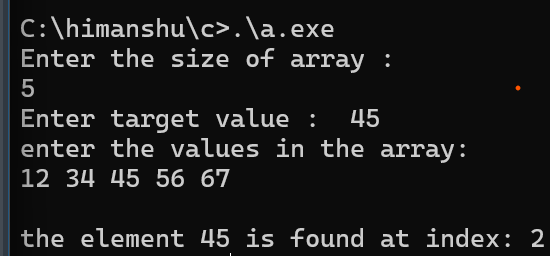 C:\himanshu\c>.\a.exe
Enter the size of array :
5
Enter target value :  45
enter the values in the array:
12 34 45 56 67
the element 45 is found at index: 2